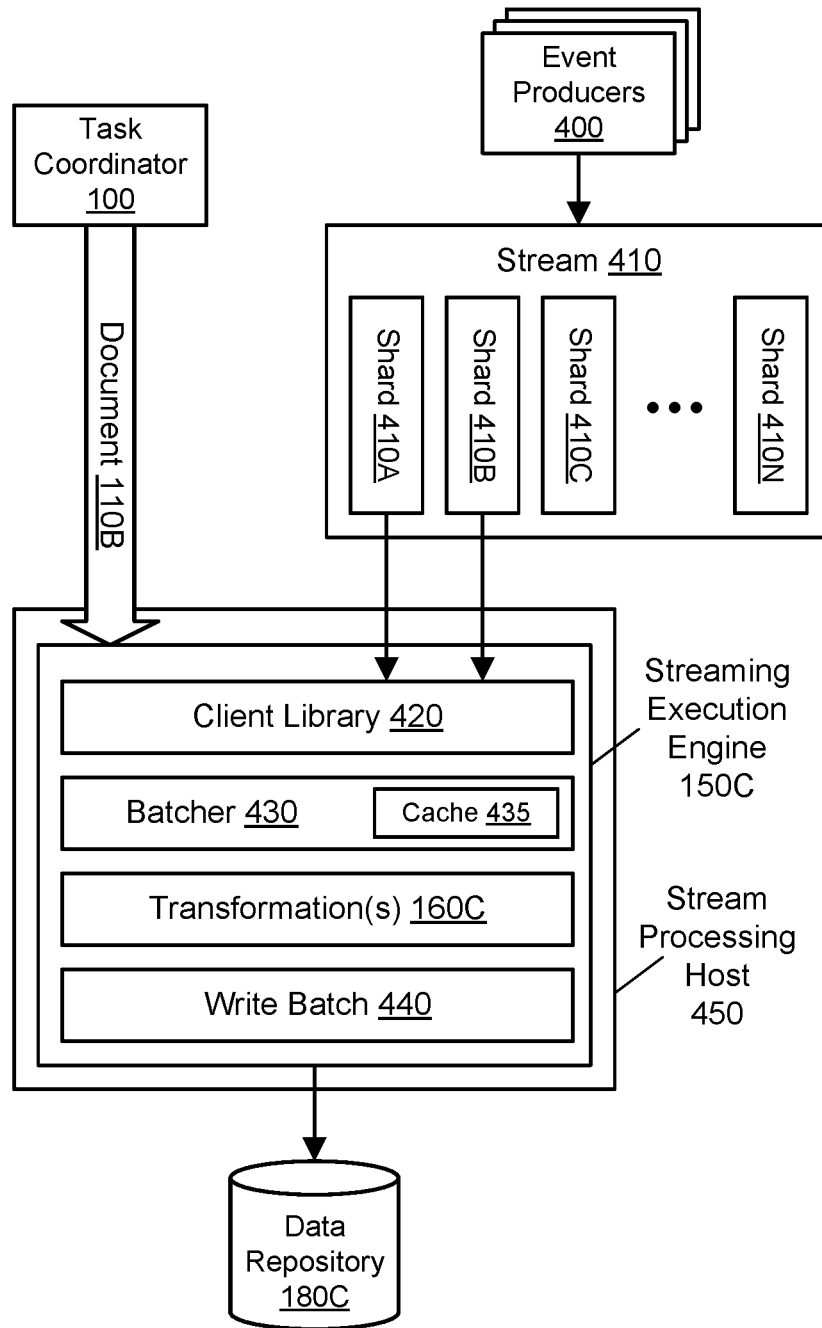 Event
Producers
400
Task
Coordinator
100
Stream 410
Document 110B
Shard 410A
Shard 410B
Shard 410C
•••
Shard 410N
Client Library 420
Batcher 430
Cache 435
Transformation(s) 160C
Write Batch 440
Streaming
Execution
Engine
150C
Stream
Processing
Host
450
Data
Repository
180C